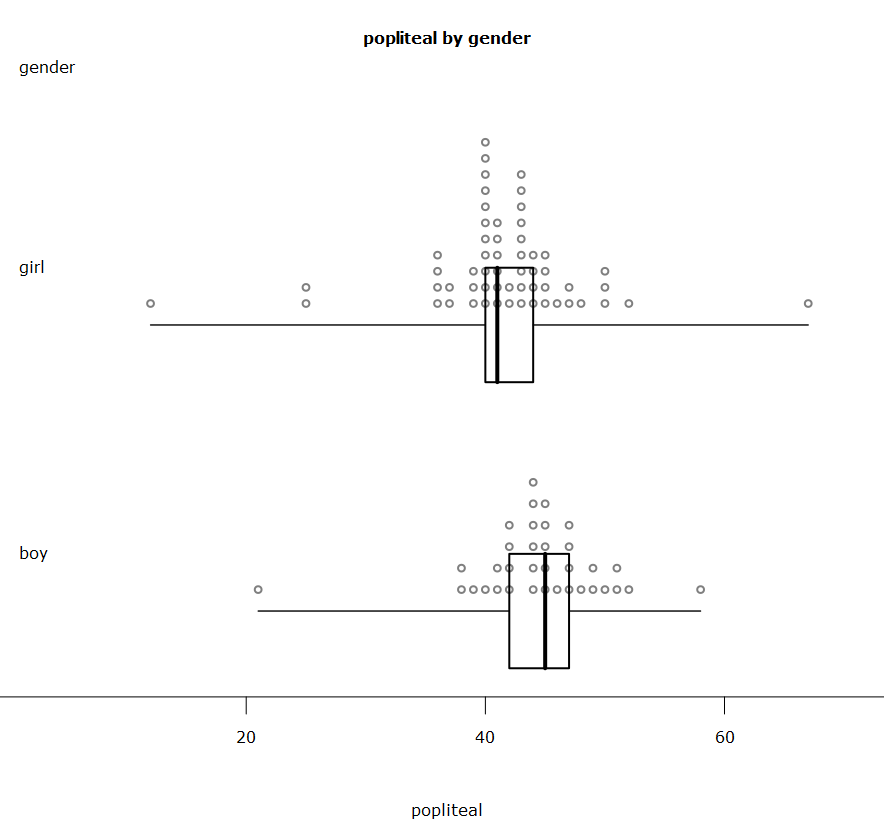 popliteal by gender
gender
girl
boy
20 40 60
popliteal